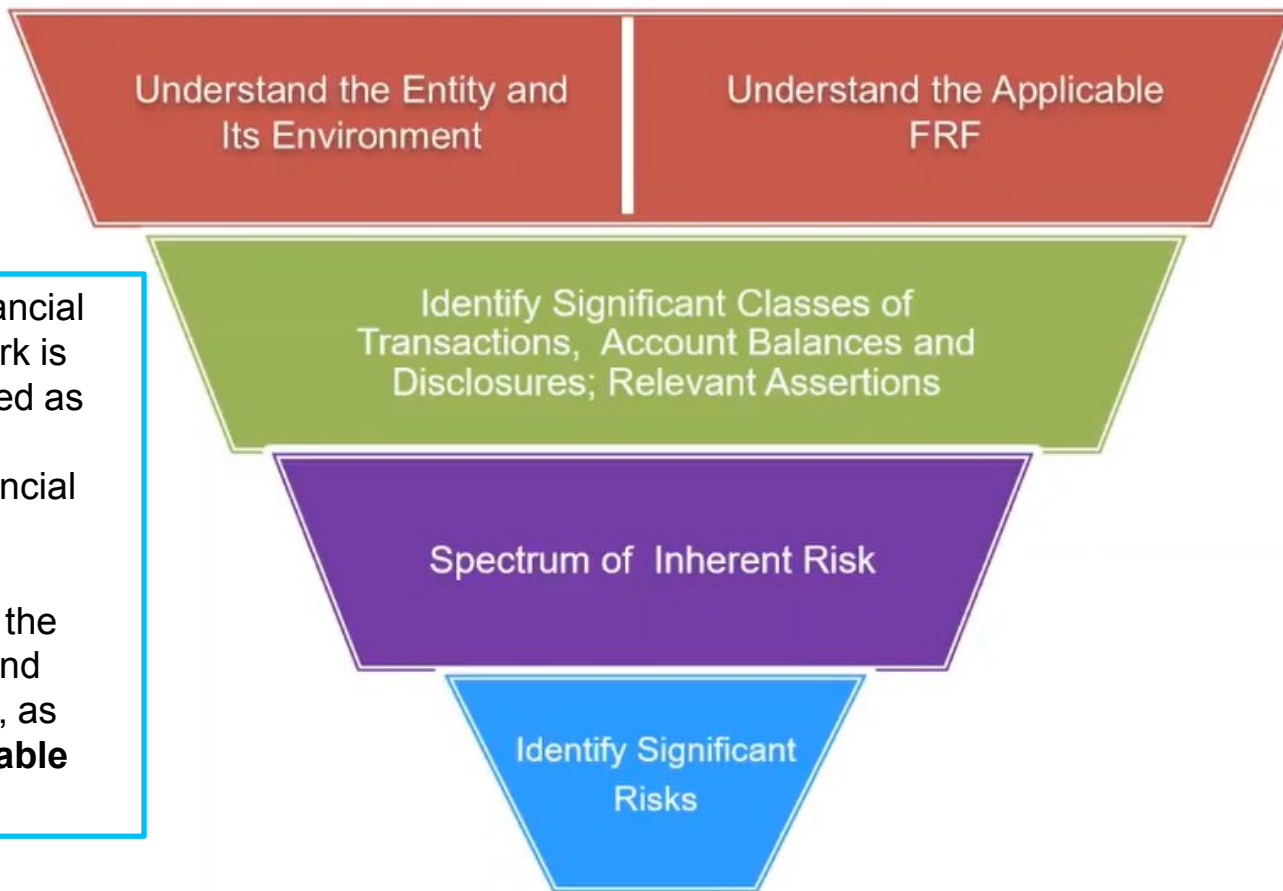 Understand the Entity and
Its Environment
Understand the Applicable
FRF
Identify Significant Classes of
Transactions, Account Balances and
Disclosures; Relevant Assertions
Spectrum of Inherent Risk
Identify Significant
Risks
ancial
rk is
ed as
ncial
the
nd
, as
able